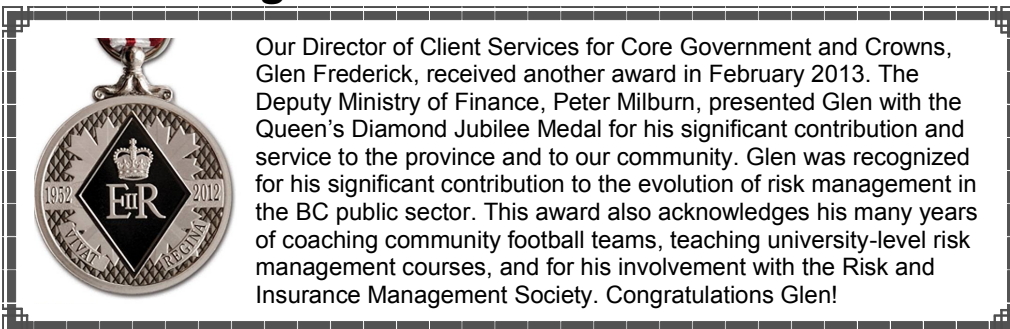 Our Director of Client Services for Core Government and Crowns,
Glen Frederick, received another award in February 2013. The
Deputy Ministry of Finance, Peter Milburn, presented Glen with the
Queen's Diamond Jubilee Medal for his significant contribution and
service to the province and to our community. Glen was recognized
for his significant contribution to the evolution of risk management in
the BC public sector. This award also acknowledges his many years
of coaching community football teams, teaching university-level risk
management courses, and for his involvement with the Risk and
Insurance Management Society. Congratulations Glen!
1952
EIIR
2012
VIVAT
REGINA